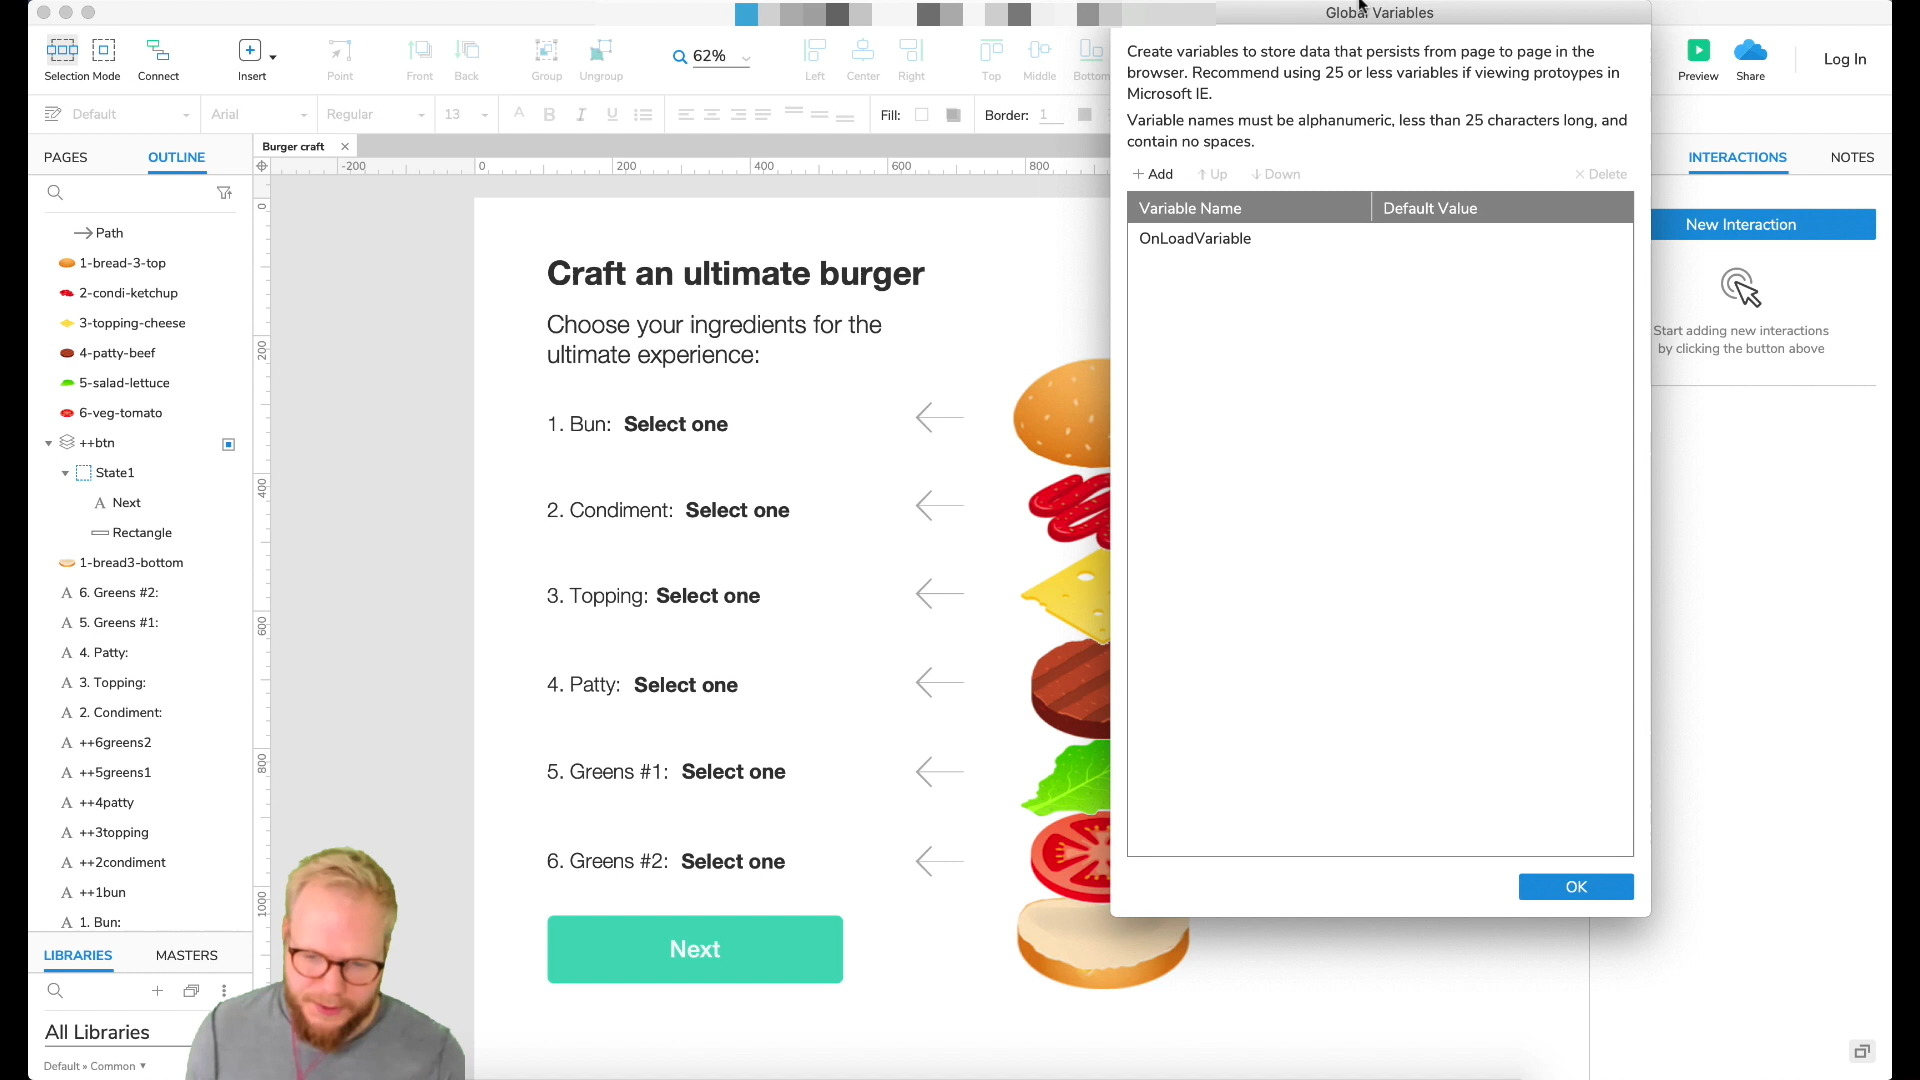 Global Variables
Selection Mode
Connect
Insert
Point
Front
Back
Group
Ungroup
62%
Left
Center
Right
Top
Middle
Bottom
Preview
Share
Log In
Default
Arial
Regular
13
Fill:
Border:
1
PAGES
OUTLINE
Burger craft
-200
0
200
400
600
800
0
200
400
600
800
1000
Path
1-bread-3-top
2-condi-ketchup
3-topping-cheese
4-patty-beef
5-salad-lettuce
6-veg-tomato
++btn
State1
A Next
Rectangle
1-bread3-bottom
A 6. Greens #2:
A 5. Greens #1:
A 4. Patty:
A 3. Topping:
A 2. Condiment:
A ++6greens2
A ++5greens1
A ++4patty
A ++3topping
A ++2condiment
A ++1bun
A 1. Bun:
LIBRARIES
MASTERS
All Libraries
Default » Common
Craft an ultimate burger
Choose your ingredients for the
ultimate experience:
1. Bun: Select one
2. Condiment: Select one
3. Topping: Select one
4. Patty: Select one
5. Greens #1: Select one
6. Greens #2: Select one
Next
Create variables to store data that persists from page to page in the
browser. Recommend using 25 or less variables if viewing protoypes in
Microsoft IE.
Variable names must be alphanumeric, less than 25 characters long, and
contain no spaces.
+ Add
Up
Down
Delete
Variable Name
Default Value
OnLoadVariable
OK
INTERACTIONS
NOTES
New Interaction
Start adding new interactions
by clicking the button above